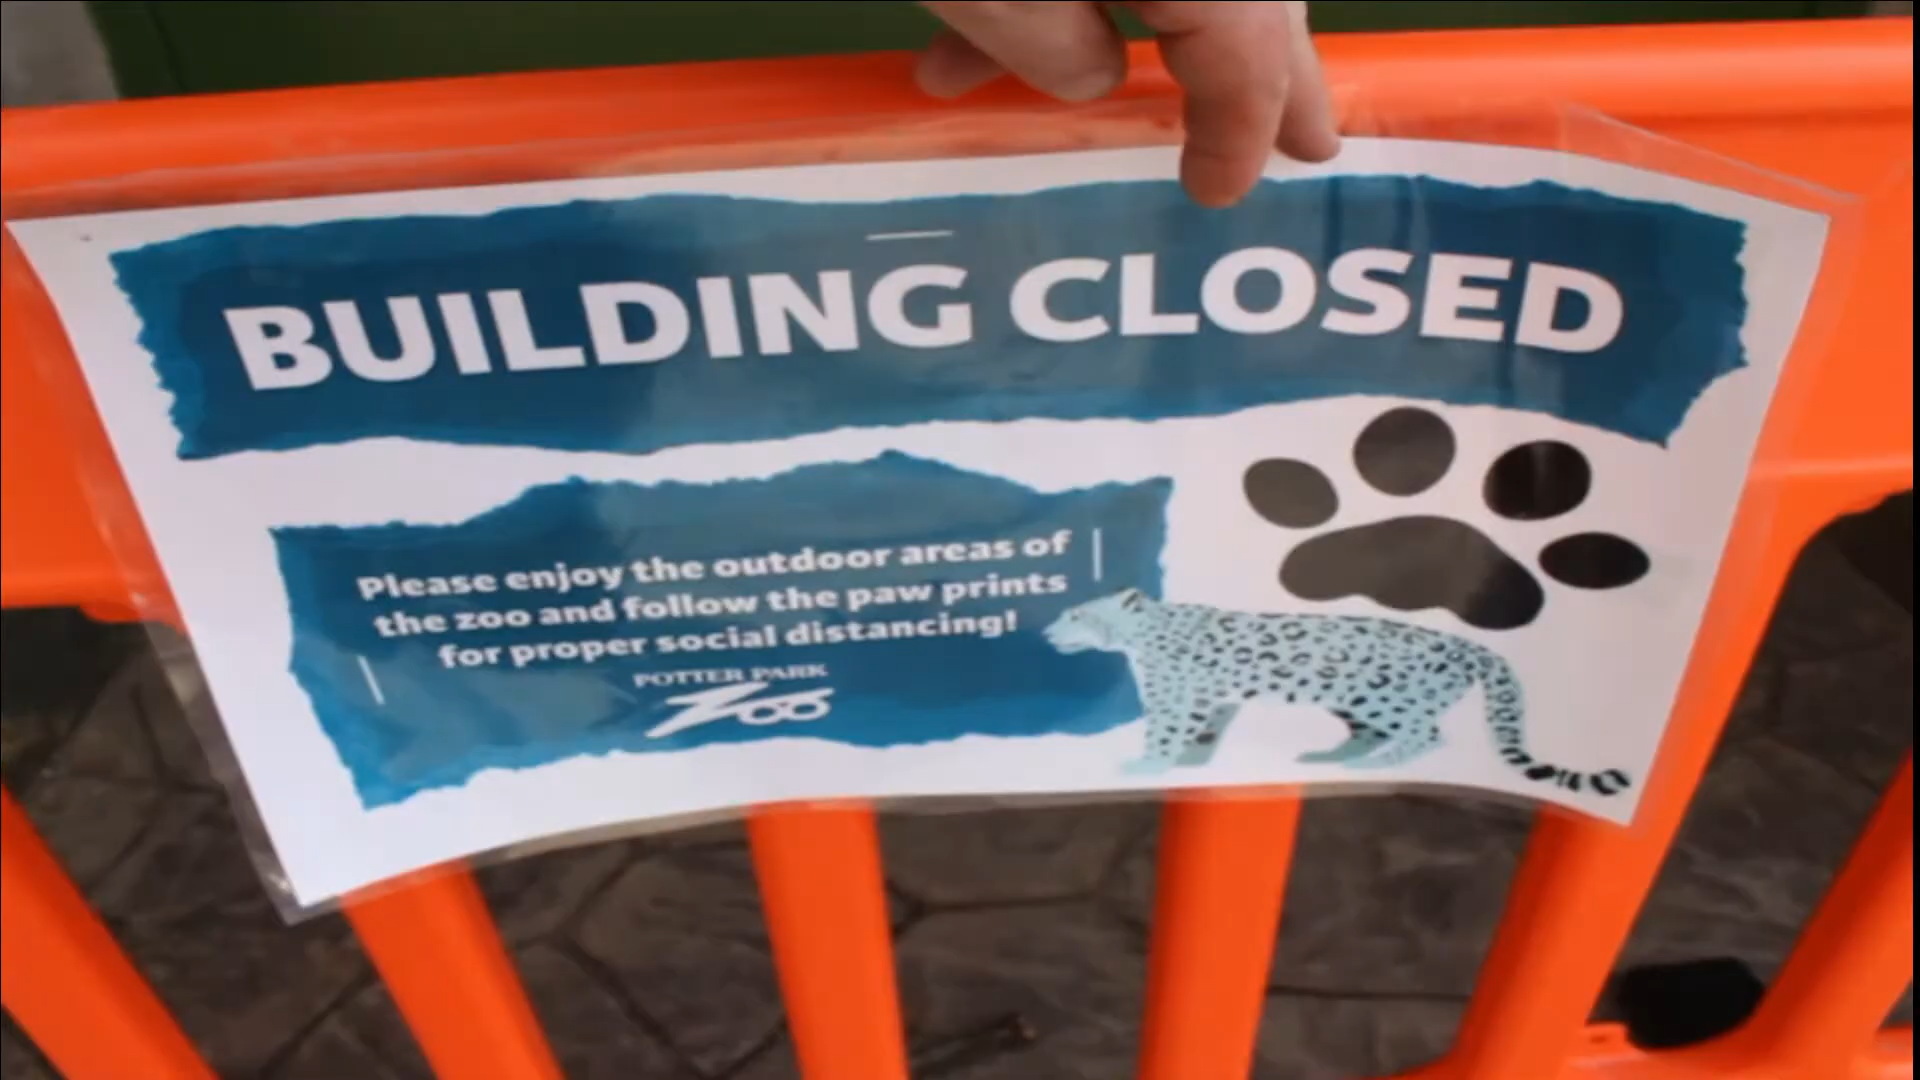 BUILDING CLOSED
Please enjoy the outdoor areas of
the zoo and follow the paw prints
for proper social distancing!
POTTER PARK
Zoo